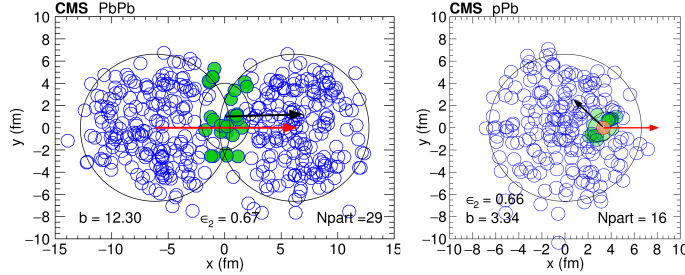 CMS PbPb
y (fm)
10
8
6
4
2
0
−2
−4
−6
−8
−10
b = 12.30
ε2 = 0.67
Npart =29
−15 −10 −5 0 5 10 15
x (fm)
CMS pPb
y (fm)
10
8
6
4
2
0
−2
−4
−6
−8
−10
ε2 = 0.66
b = 3.34
Npart = 16
−10 −8 −6 −4 −2 0 2 4 6 8 10
x (fm)